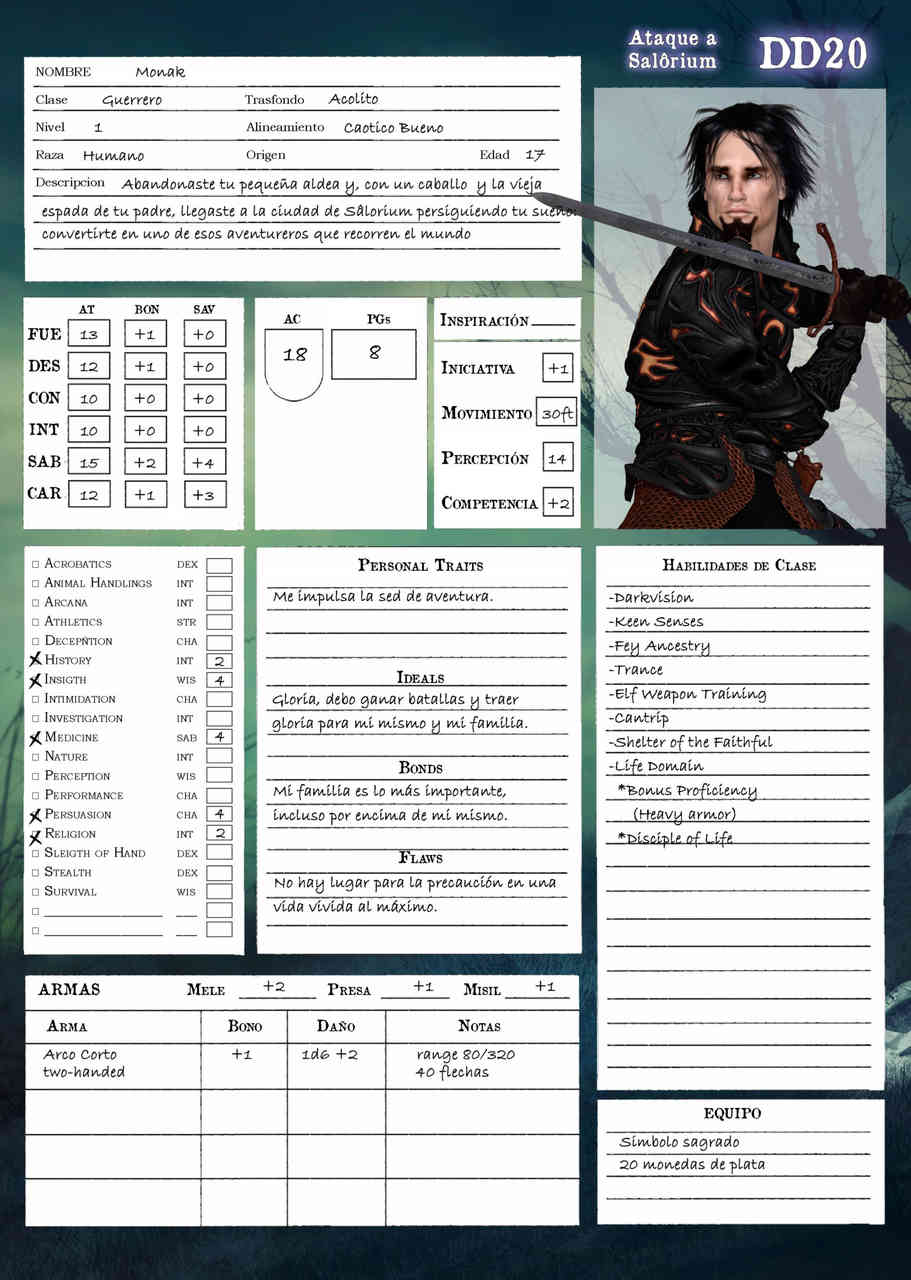 Ataque a
Salôrium
DD20
NOMBRE Monak
Clase Guerrero Trasfondo Acolito
Nivel 1 Alineamiento Caotico Bueno
Raza Humano Origen Edad 17
Descripcion Abandonaste tu pequeña aldea y, con un caballo y la vieja
espada de tu padre, llegaste a la ciudad de Sâlorium persiguiendo tu sueño:
convertirte en uno de esos aventureros que recorren el mundo
AT BON SAV
FUE 13 +1 +0
DES 12 +1 +0
CON 10 +0 +0
INT 10 +0 +0
SAB 15 +2 +4
CAR 12 +1 +3
AC PGs
18 8
INSPIRACIÓN
INICIATIVA +1
MOVIMIENTO 30ft
PERCEPCIÓN 14
COMPETENCIA +2
ACROBATICS DEX
ANIMAL HANDLINGS INT
ARCANA INT
ATHLETICS STR
DECEPÑTION CHA
HISTORY INT 2
INSIGTH WIS 4
INTIMIDATION CHA
INVESTIGATION INT
MEDICINE SAB 4
NATURE INT
PERCEPTION WIS
PERFORMANCE CHA
PERSUASION CHA 4
RELIGION INT 2
SLEIGTH OF HAND DEX
STEALTH DEX
SURVIVAL WIS
PERSONAL TRAITS
Me impulsa la sed de aventura.
IDEALS
Gloria, debo ganar batallas y traer
gloria para mi mismo y mi familia.
BONDS
Mi familia es lo más importante,
incluso por encima de mi mismo.
FLAWS
No hay lugar para la precaución en una
vida vivida al máximo.
HABILIDADES DE CLASE
-Darkvision
-Keen Senses
-Fey Ancestry
-Trance
-Elf Weapon Training
-Cantrip
-Shelter of the Faithful
-Life Domain
*Bonus Proficiency
(Heavy armor)
*Disciple of Life
ARMAS MELE +2 PRESA +1 MISIL +1
ARMA BONO DAÑO NOTAS
Arco Corto +1 1d6 +2 range 80/320
two-handed 40 flechas
EQUIPO
Símbolo sagrado
20 monedas de plata